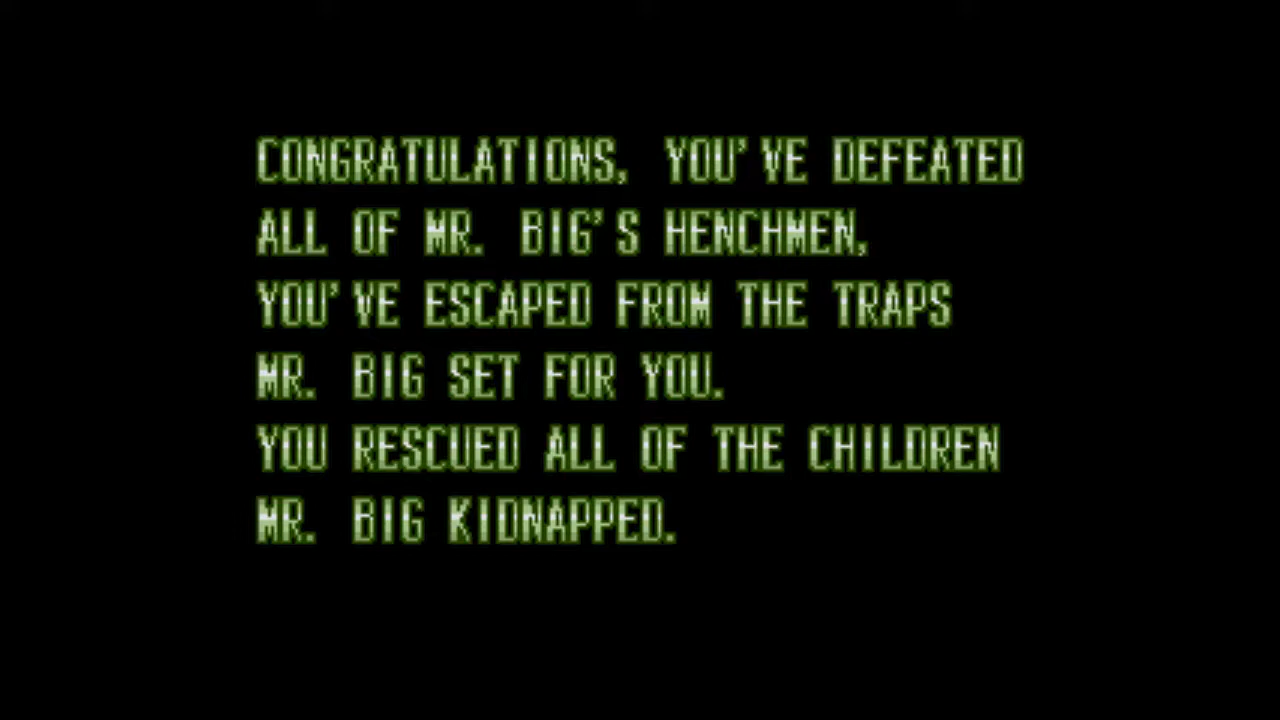 CONGRATULATIONS, YOU'VE DEFEATED
ALL OF MR. BIG'S HENCHMEN,
YOU'VE ESCAPED FROM THE TRAPS
MR. BIG SET FOR YOU.
YOU RESCUED ALL OF THE CHILDREN
MR. BIG KIDNAPPED.